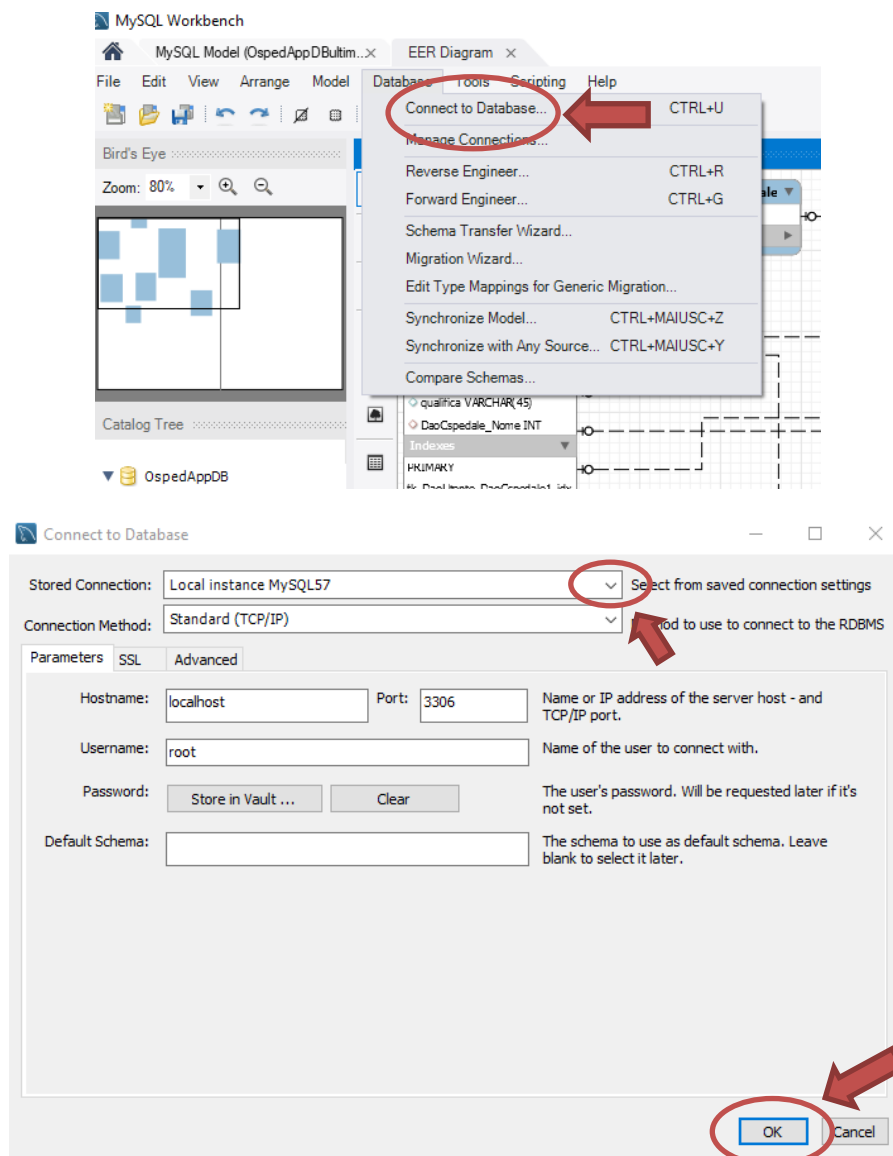 MySQL Workbench
MySQL Model (OspedAppDBultim..× EER Diagram ×
File Edit View Arrange Model Database Tools Scripting Help
Connect to Database... CTRL+U
Manage Connections...
Bird's Eye
Reverse Engineer... CTRL+R
Zoom: 80%
Forward Engineer... CTRL+G
ale
Schema Transfer Wizard...
Migration Wizard...
Edit Type Mappings for Generic Migration...
Synchronize Model... CTRL+MAIUSC+Z
Synchronize with Any Source... CTRL+MAIUSC+Y
Compare Schemas...
qualifica VARCHAR(45)
Catalog Tree
DaoOspedale_Nome INT
Indexes
PRIMARY
OspedAppDB
fk_DaoUtente_DaoOspedale1_idx
Connect to Database
Stored Connection: Local instance MySQL57 Select from saved connection settings
Connection Method: Standard (TCP/IP) to use to connect to the RDBMS
Parameters SSL Advanced
Hostname: localhost Port: 3306 Name or IP address of the server host - and
TCP/IP port.
Username: root Name of the user to connect with.
Password: Store in Vault ... Clear The user's password. Will be requested later if it's
not set.
Default Schema: The schema to use as default schema. Leave
blank to select it later.
OK Cancel